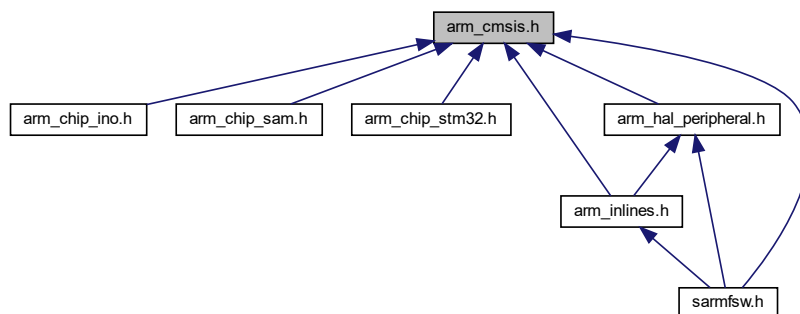 arm_cmsis.h
arm_chip_ino.h
arm_chip_sam.h
arm_chip_stm32.h
arm_hal_peripheral.h
arm_inlines.h
sarmfsw.h